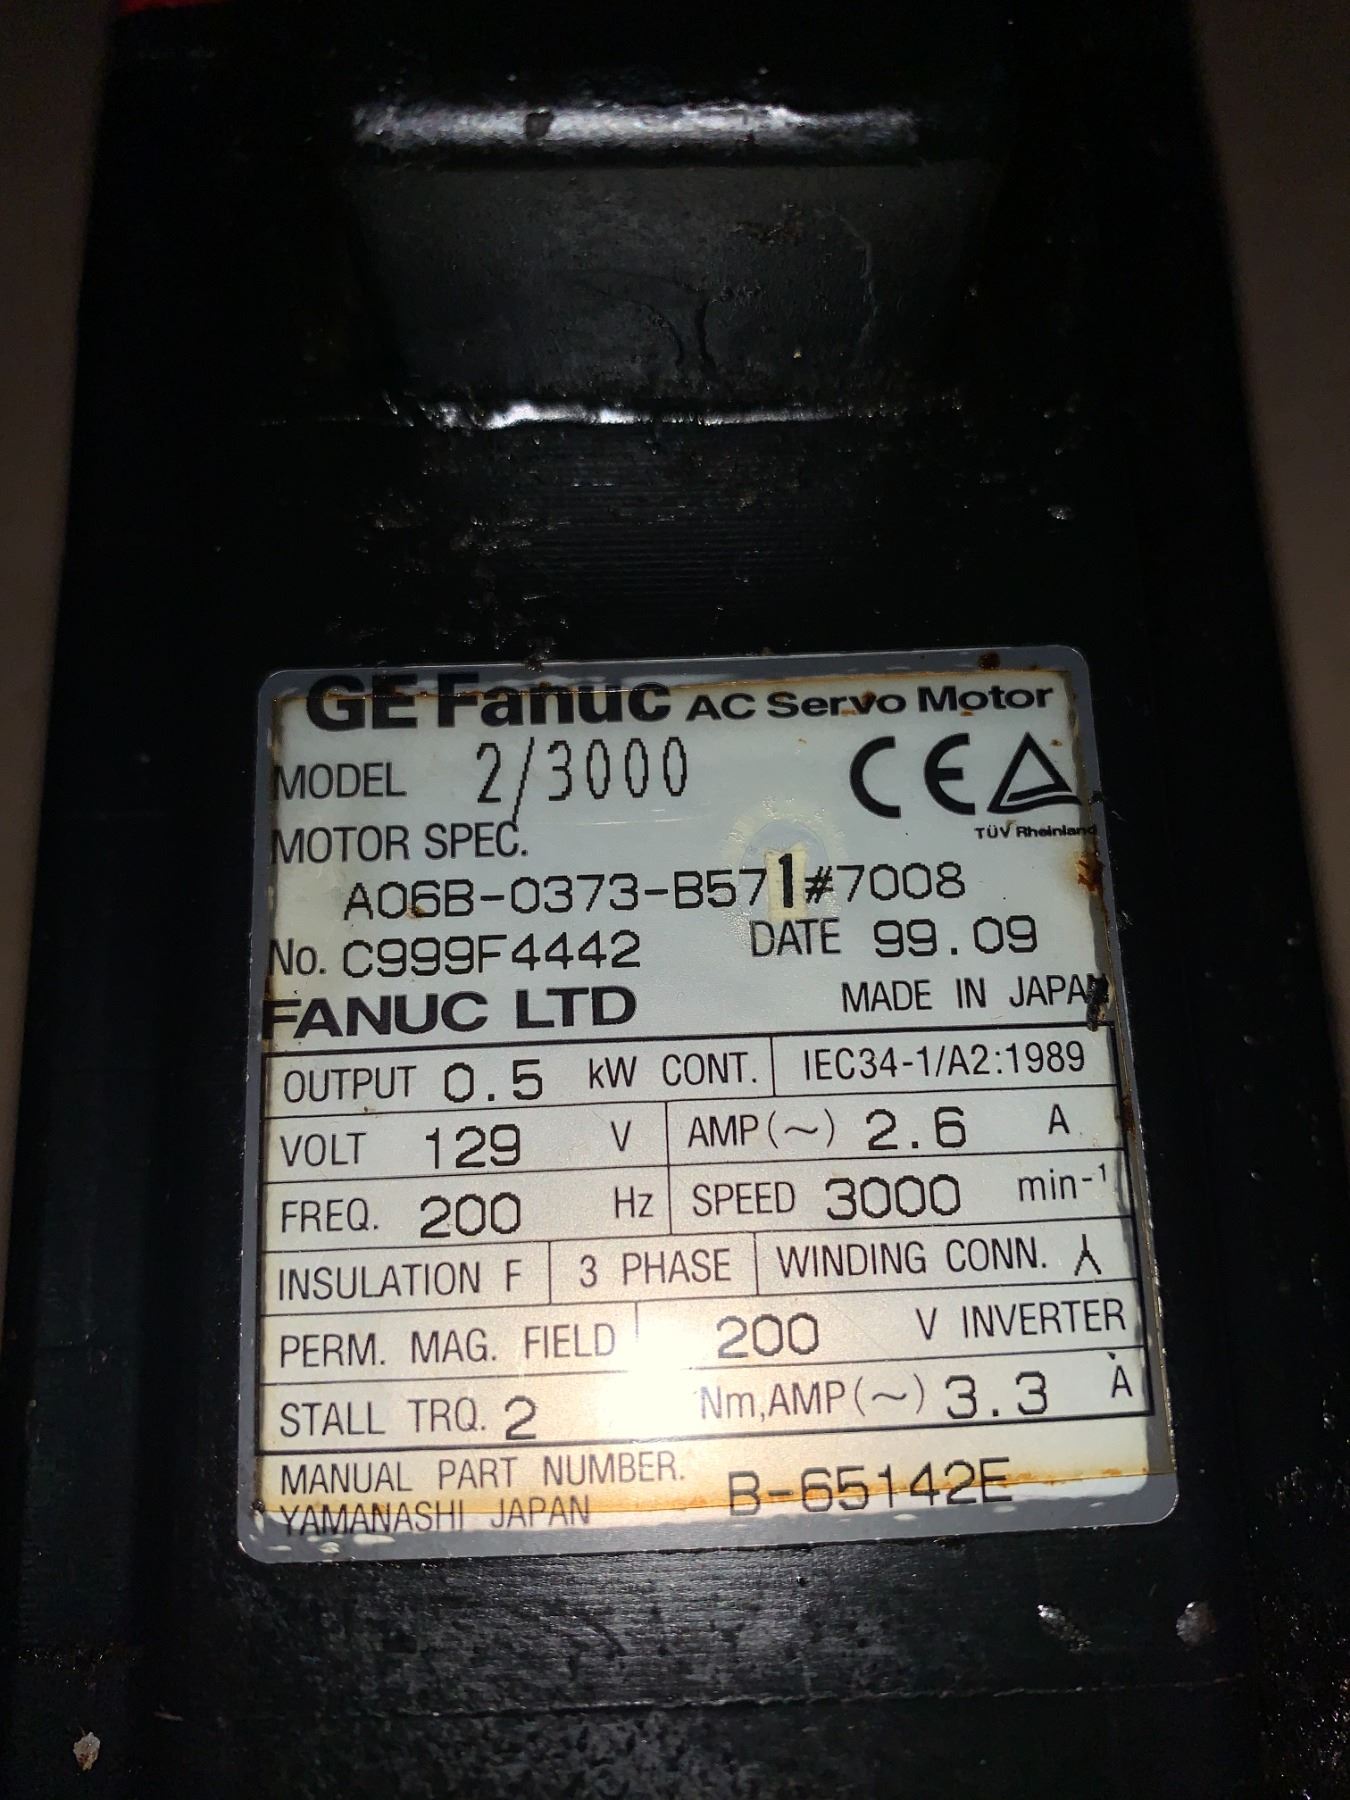 GE Fanuc AC Servo Motor
MODEL 2/3000
CE
TÜV Rheinland
MOTOR SPEC.
A06B-0373-B571#7008
No. C999F4442 DATE 99.09
FANUC LTD MADE IN JAPAN
OUTPUT 0.5 kW CONT. IEC34-1/A2:1989
VOLT 129 V AMP(~) 2.6 A
FREQ. 200 Hz SPEED 3000 min-¹
INSULATION F 3 PHASE WINDING CONN.
PERM. MAG. FIELD 200 V INVERTER
STALL TRQ. 2 Nm,AMP(~) 3.3 A
MANUAL PART NUMBER. B-65142E
YAMANASHI JAPAN